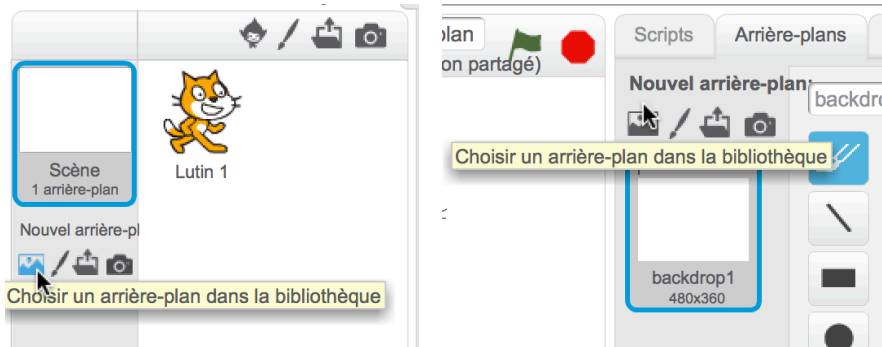 Scène
1 arrière-plan
Lutin 1
Nouvel arrière-pl
Choisir un arrière-plan dans la bibliothèque
plan
on partagé)
Scripts
Arrière-plans
Nouvel arrière-plan:
backdro
Choisir un arrière-plan dans la bibliothèque
backdrop1
480x360